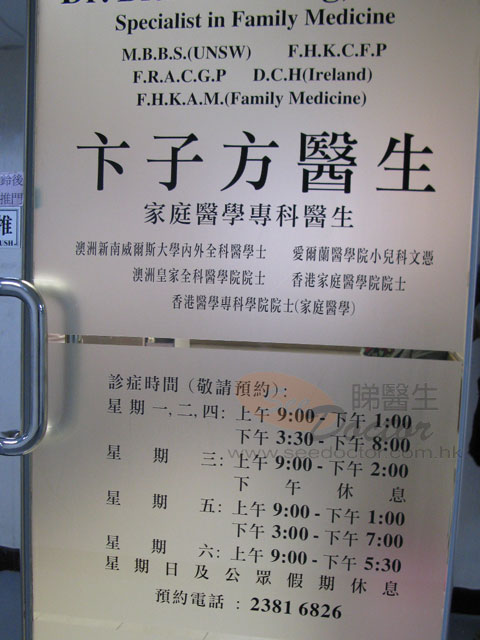 Specialist in Family Medicine
M.B.B.S.(UNSW) F.H.K.C.F.P
F.R.A.C.G.P D.C.H(Ireland)
F.H.K.A.M.(Family Medicine)
卞子方醫生
家庭醫學專科醫生
澳洲新南威爾斯大學內外全科醫學士 愛爾蘭醫學院小兒科文憑
澳洲皇家全科醫學院院士 香港家庭醫學院院士
香港醫學專科學院院士(家庭醫學)
鈴後
推門
推
USH
診症時間（敬請預約）:
星期一,二,四: 上午 9:00 - 下午 1:00
下午 3:30 - 下午 8:00
星期三: 上午 9:00 - 下午 2:00
下午休息
星期五: 上午 9:00 - 下午 1:00
下午 3:00 - 下午 7:00
星期六: 上午 9:00 - 下午 5:30
星期日及公眾假期休息
預約電話 : 2381 6826
睇醫生
Doctor
www.seedoctor.com.hk